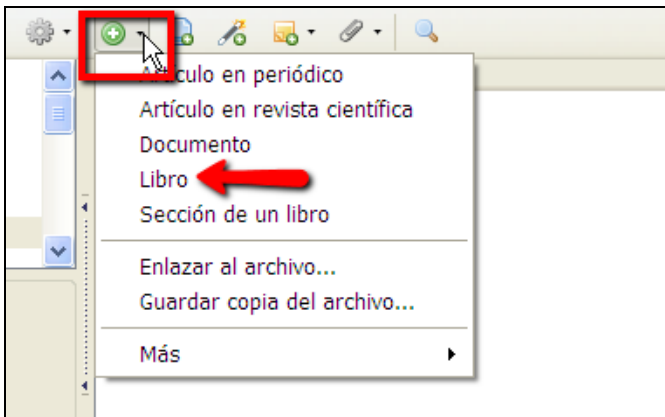 Artículo en periódico
Artículo en revista científica
Documento
Libro
Sección de un libro
Enlazar al archivo...
Guardar copia del archivo...
Más